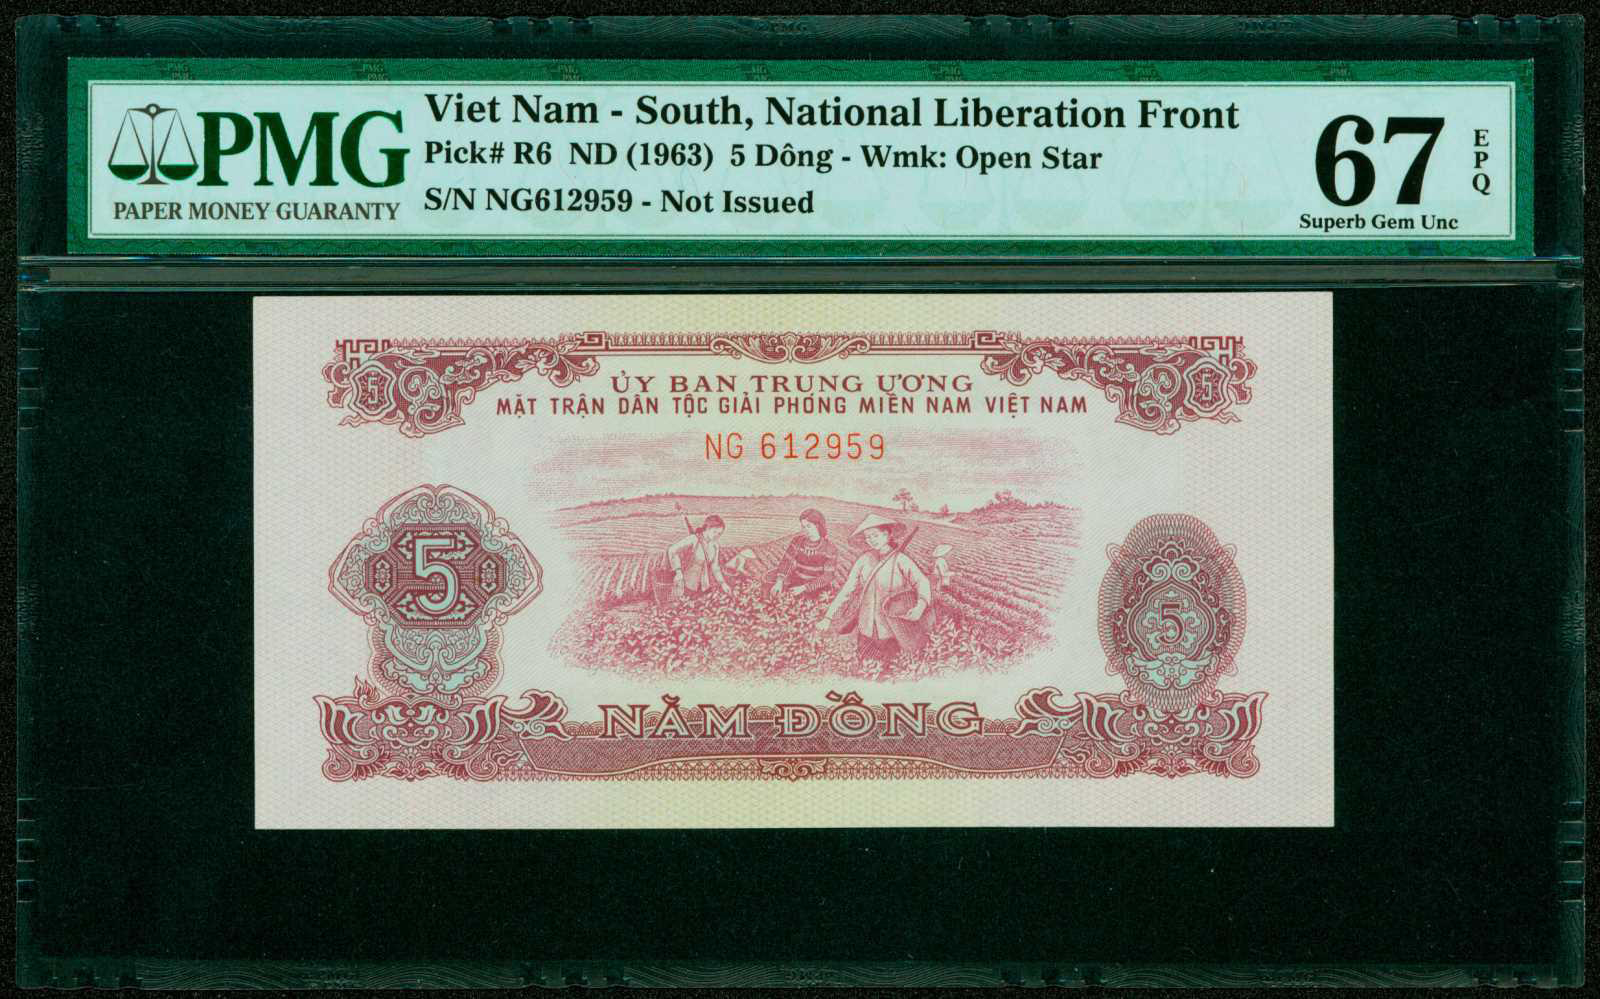 PMG
PAPER MONEY GUARANTY
Viet Nam - South, National Liberation Front
Pick# R6 ND (1963) 5 Dông - Wmk: Open Star
S/N NG612959 - Not Issued
67
EPQ
Superb Gem Unc
5
5
ỦY BAN TRUNG ƯƠNG
MẶT TRẬN DÂN TỘC GIẢI PHÓNG MIỀN NAM VIỆT NAM
NG 612959
5
5
NĂM ĐỒNG